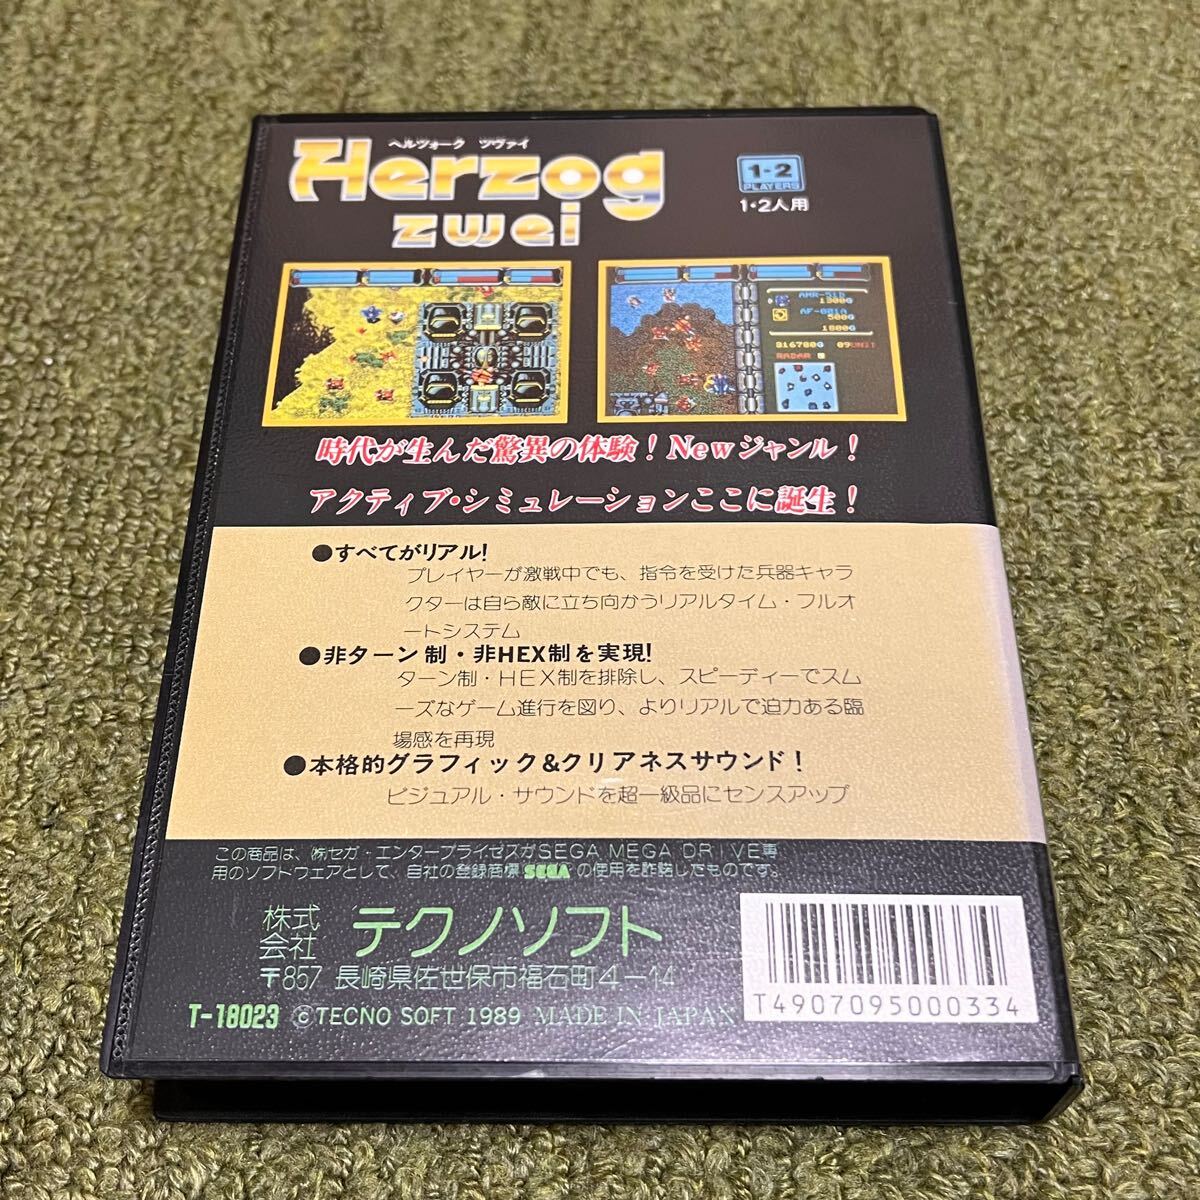 ヘルツォーク ツヴァイ
Herzog
zwei
1-2
PLAYERS
1・2人用
AMR-51b
1300G
AF-001A
500G
1800G
316780G 09UNIT
RADAR
時代が生んだ驚異の体験!Newジャンル!
アクティブ・シミュレーションここに誕生!
●すべてがリアル!
プレイヤーが激戦中でも、指令を受けた兵器キャラ
クターは自ら敵に立ち向かうリアルタイム・フルオ
ートシステム
●非ターン制・非HEX制を実現!
ターン制・HEX制を排除し、スピーディーでスム
ーズなゲーム進行を図り、よりリアルで迫力ある臨
場感を再現
●本格的グラフィック&クリアネスサウンド!
ビジュアル・サウンドを超一級品にセンスアップ
この商品は、㈱セガ・エンタープライゼスがSEGA MEGA DRIVE専
用のソフトウェアとして、自社の登録商標SEGAの使用を許諾したものです。
株式会社 テクノソフト
〒857 長崎県佐世保市福石町4-14
T-18023 ©TECNO SOFT 1989 MADE IN JAPAN
T4907095000334